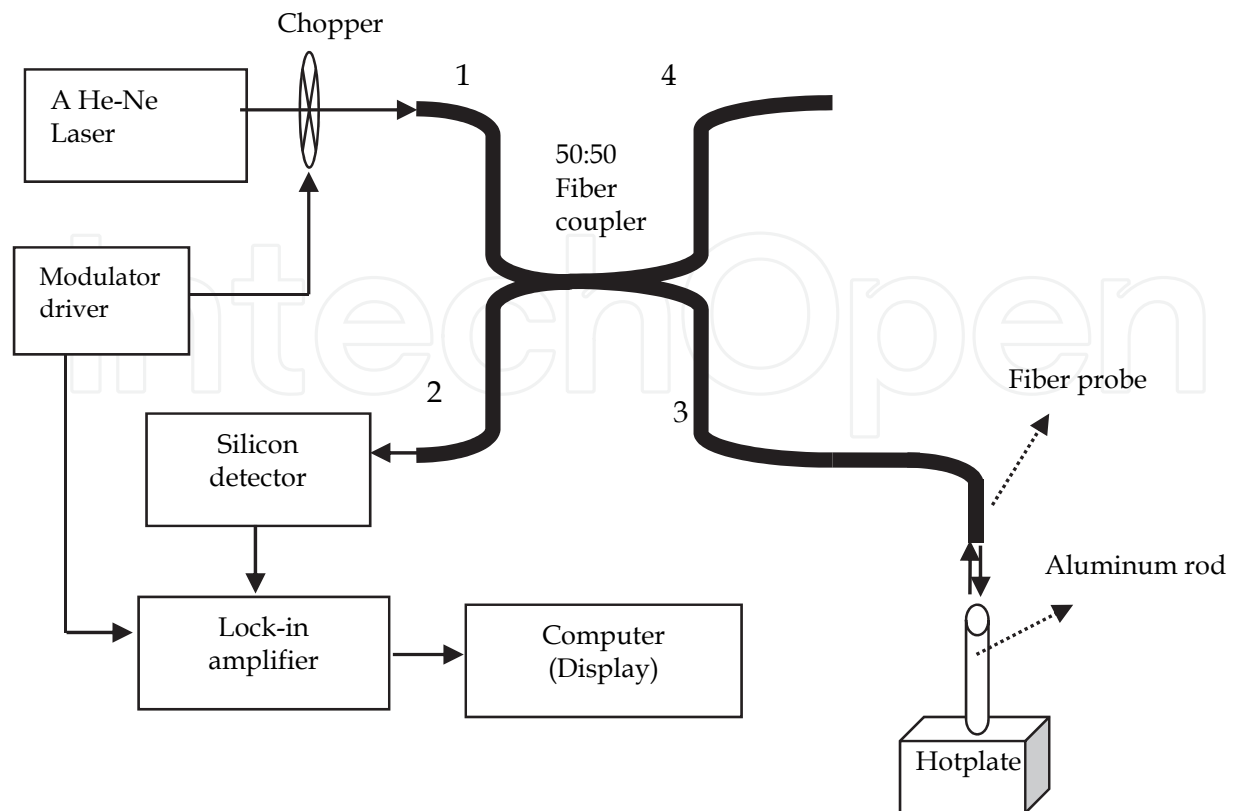 Chopper
A He-Ne
Laser
1
4
50:50
Fiber
coupler
Modulator
driver
IntechOpen
2
3
Fiber probe
Silicon
detector
Aluminum rod
Lock-in
amplifier
Computer
(Display)
Hotplate